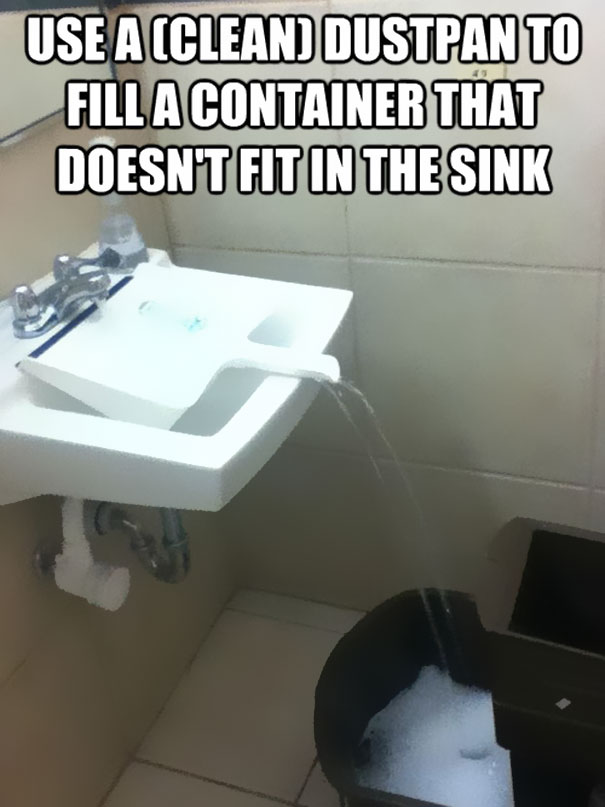 USE A (CLEAN) DUSTPAN TO
FILL A CONTAINER THAT
DOESN'T FIT IN THE SINK